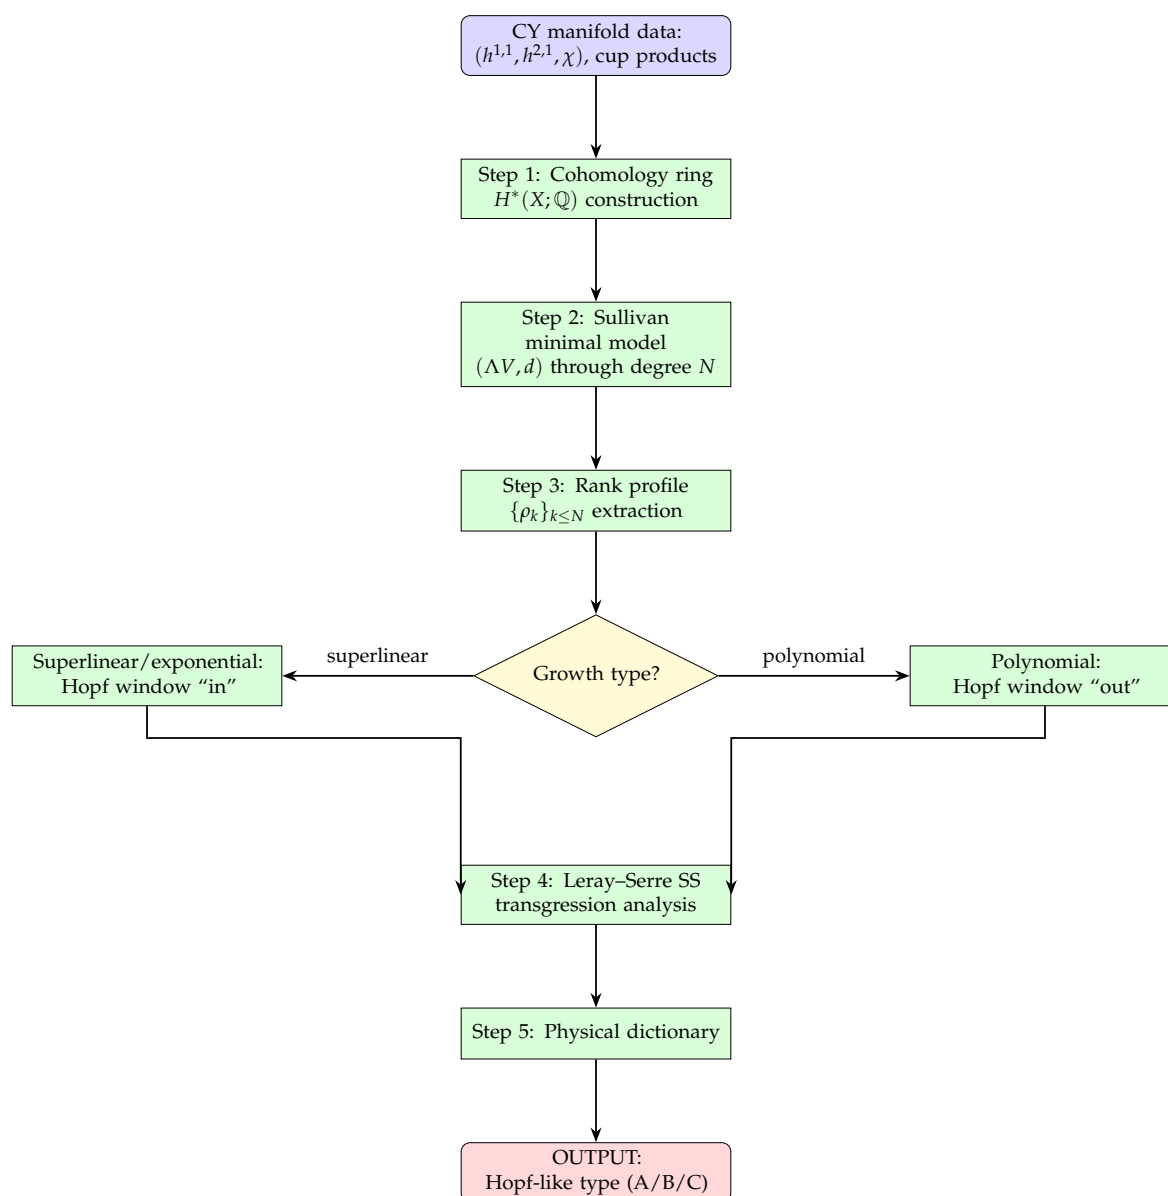 CY manifold data:
(h^{1,1}, h^{2,1}, χ), cup products
Step 1: Cohomology ring
H*(X; ℚ) construction
Step 2: Sullivan
minimal model
(ΛV, d) through degree N
Step 3: Rank profile
{ρ_k}_{k≤N} extraction
Growth type?
superlinear
polynomial
Superlinear/exponential:
Hopf window “in”
Polynomial:
Hopf window “out”
Step 4: Leray–Serre SS
transgression analysis
Step 5: Physical dictionary
OUTPUT:
Hopf-like type (A/B/C)